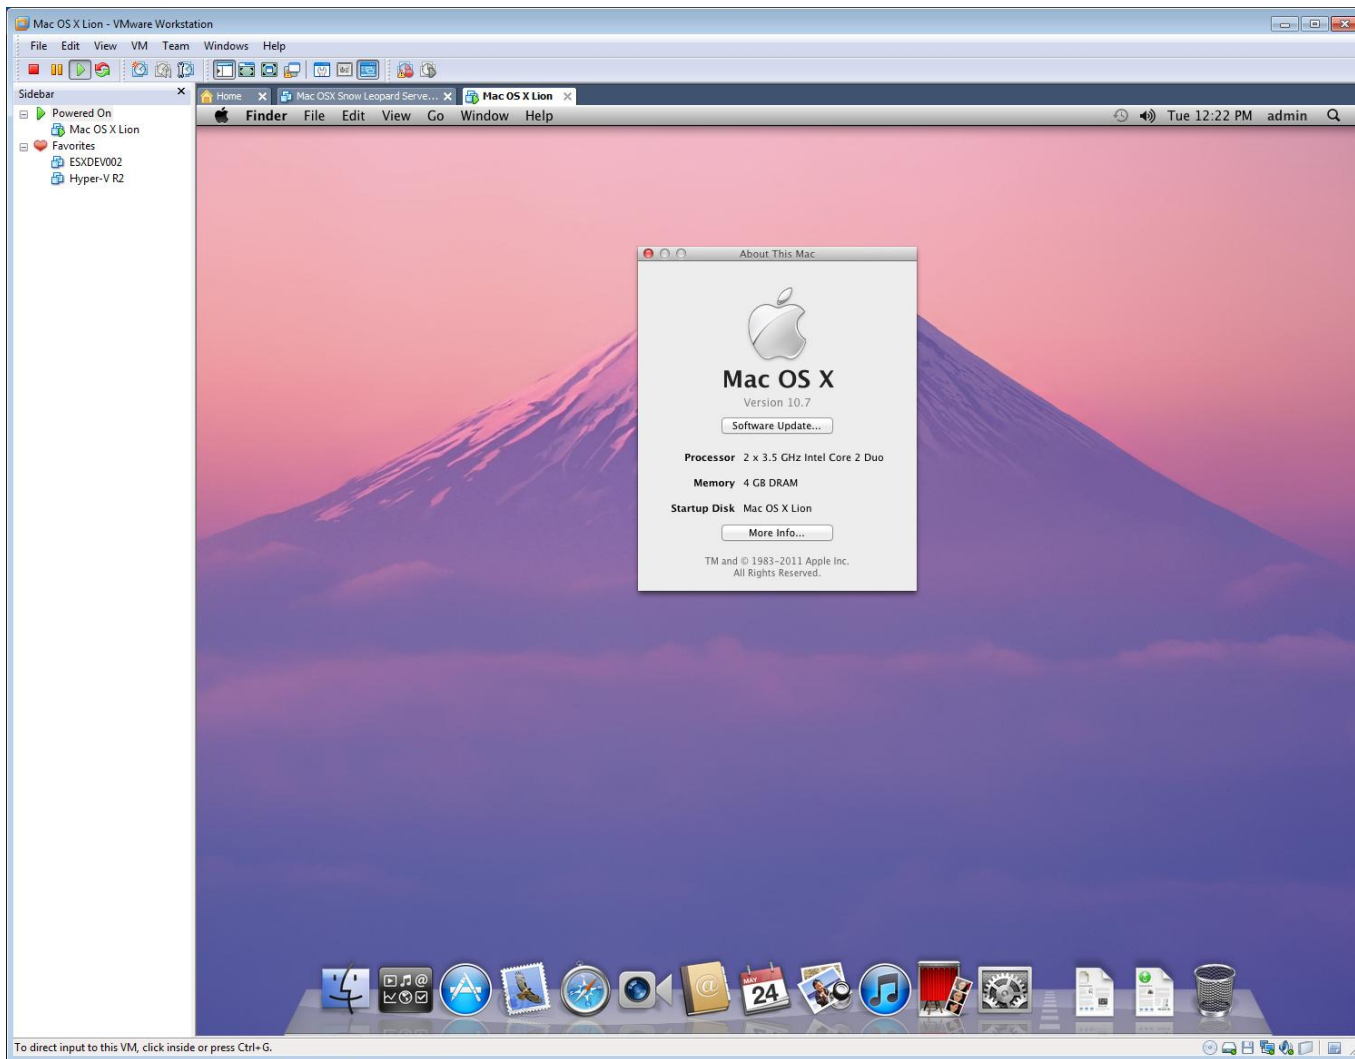 Mac OS X Lion - VMware Workstation
File Edit View VM Team Windows Help
Sidebar
Home
Mac OSX Snow Leopard Serve...
Mac OS X Lion
Powered On
Mac OS X Lion
Favorites
ESXDEV002
Hyper-V R2
Finder File Edit View Go Window Help
Tue 12:22 PM admin
About This Mac
Mac OS X
Version 10.7
Software Update...
Processor 2 x 3.5 GHz Intel Core 2 Duo
Memory 4 GB DRAM
Startup Disk Mac OS X Lion
More Info...
TM and © 1983-2011 Apple Inc.
All Rights Reserved.
MAY
24
To direct input to this VM, click inside or press Ctrl+G.